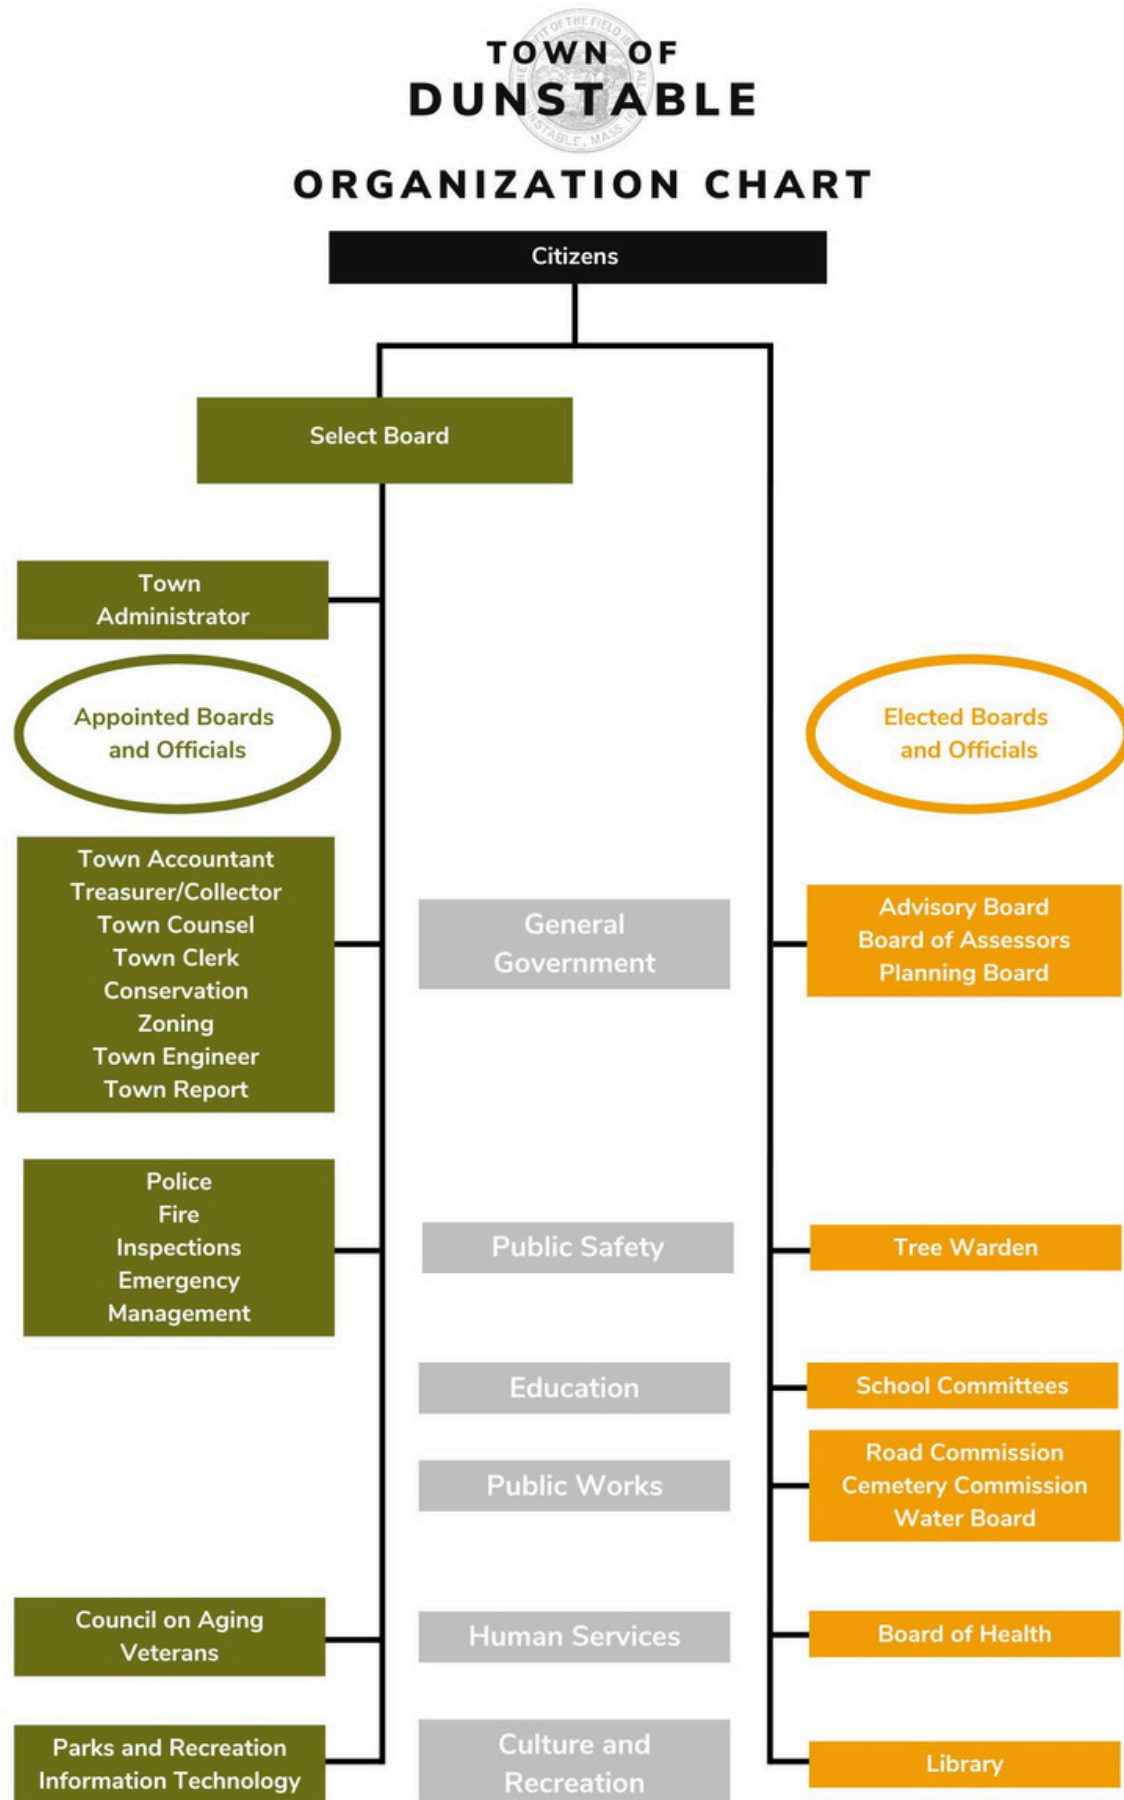 TOWN OF
DUNSTABLE
ORGANIZATION CHART
Citizens
Select Board
Town
Administrator
Appointed Boards
and Officials
Elected Boards
and Officials
Town Accountant
Treasurer/Collector
Town Counsel
Town Clerk
Conservation
Zoning
Town Engineer
Town Report
General
Government
Advisory Board
Board of Assessors
Planning Board
Police
Fire
Inspections
Emergency
Management
Public Safety
Tree Warden
Education
School Committees
Public Works
Road Commission
Cemetery Commission
Water Board
Council on Aging
Veterans
Human Services
Board of Health
Parks and Recreation
Information Technology
Culture and
Recreation
Library